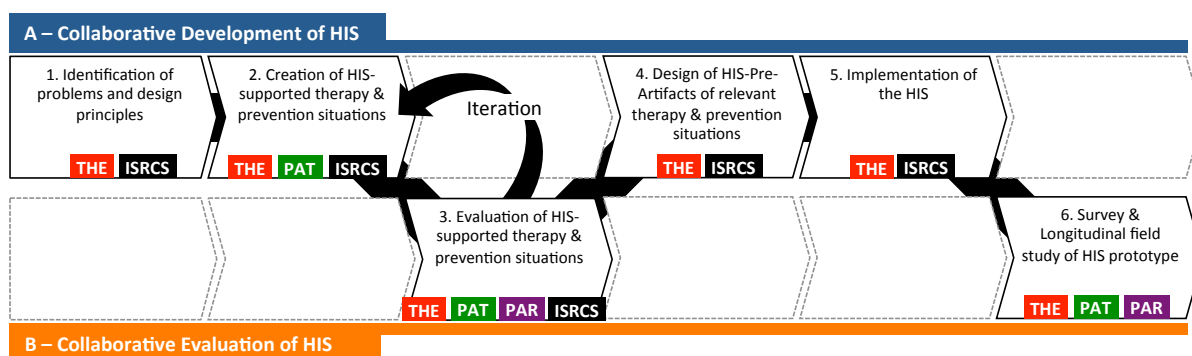 A – Collaborative Development of HIS
1. Identification of
problems and design
principles
THE ISRCS
2. Creation of HIS-
supported therapy &
prevention situations
THE PAT ISRCS
Iteration
4. Design of HIS-Pre-
Artifacts of relevant
therapy & prevention
situations
THE ISRCS
5. Implementation of
the HIS
THE ISRCS
3. Evaluation of HIS-
supported therapy &
prevention situations
THE PAT PAR ISRCS
6. Survey &
Longitudinal field
study of HIS prototype
THE PAT PAR
B – Collaborative Evaluation of HIS